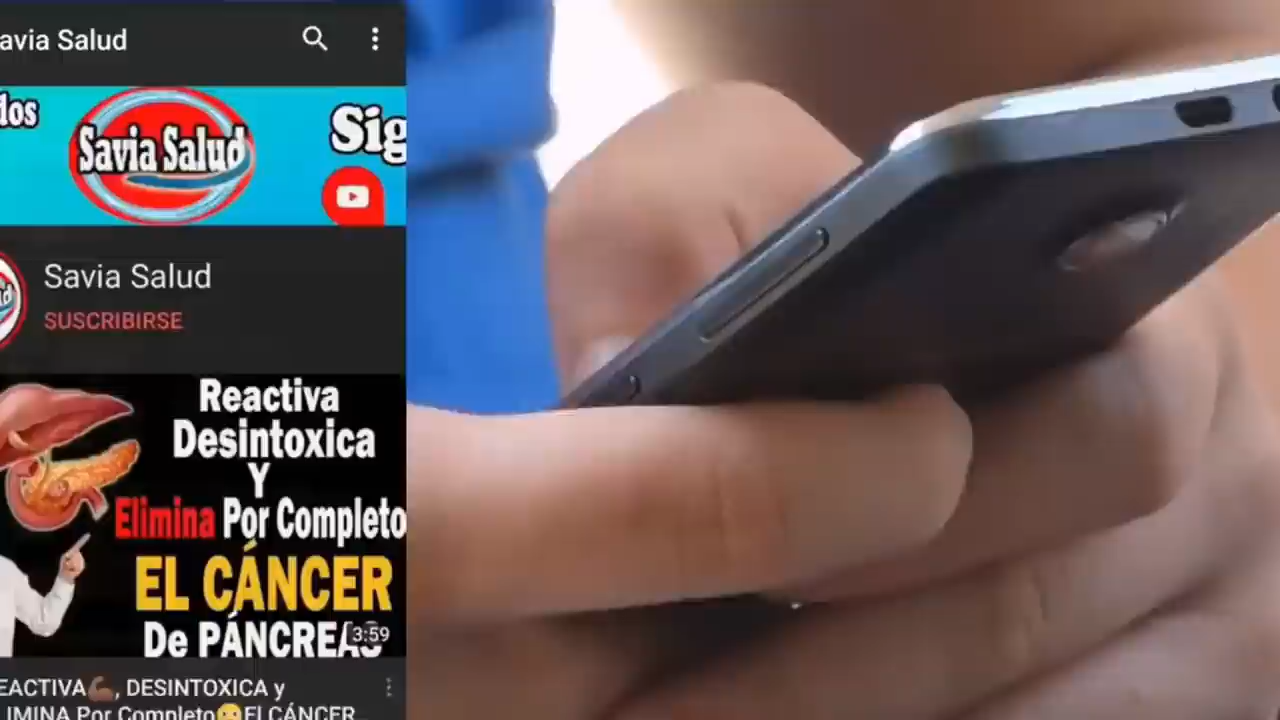 avia Salud
dos
Savia Salud
Sig
Savia Salud
SUSCRIBIRSE
Reactiva
Desintoxica
Y
Elimina Por Completo
EL CÁNCER
De PÁNCREAS
3:59
EACTIVA💪🏾, DESINTOXICA y
LIMINA Por Completo😀EL CÁNCER